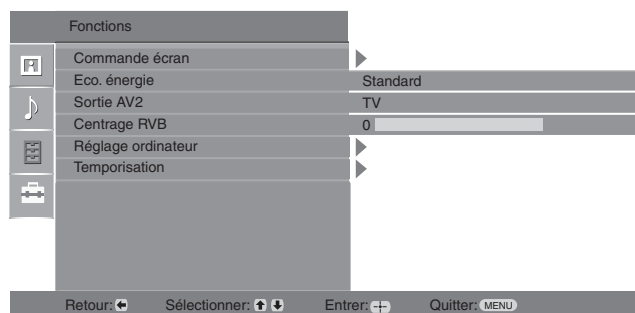 Fonctions
Commande écran
Eco. énergie Standard
Sortie AV2 TV
Centrage RVB 0
Réglage ordinateur
Temporisation
Retour: Sélectionner: Entrer: Quitter: MENU